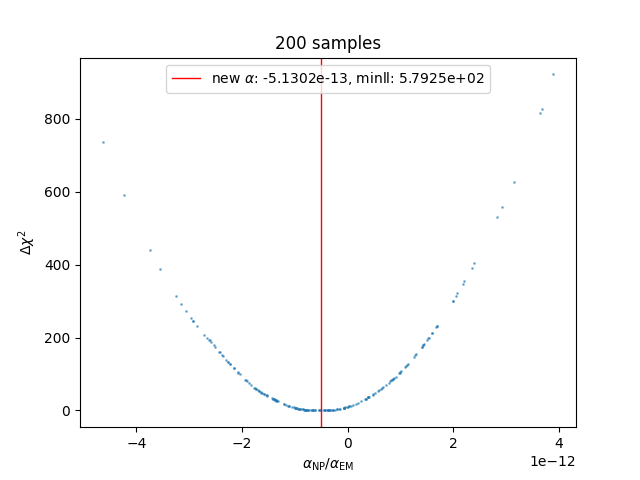 200 samples
new α: -5.1302e-13, minll: 5.7925e+02
800
600
400
200
0
Δχ²
−4 −2 0 2 4
α_NP/α_EM
1e−12